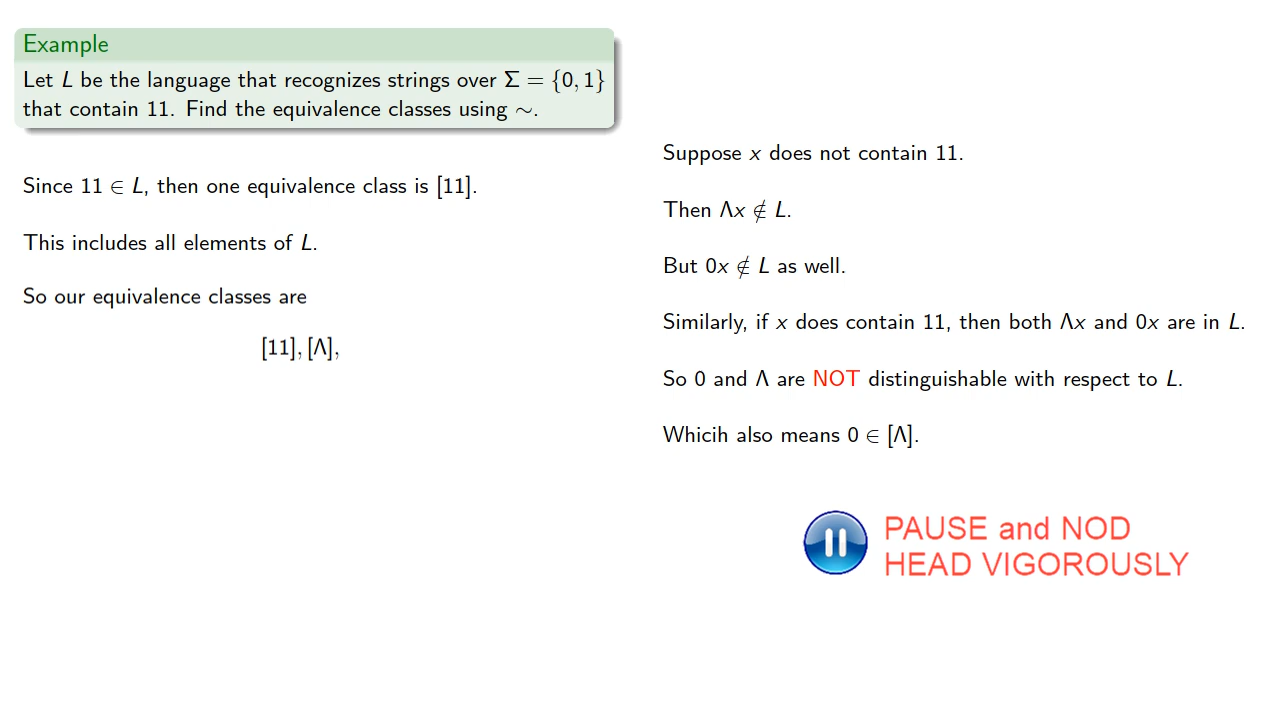 Example
Let L be the language that recognizes strings over Σ = {0, 1}
that contain 11. Find the equivalence classes using ∼.
Since 11 ∈ L, then one equivalence class is [11].
This includes all elements of L.
So our equivalence classes are
[11], [Λ],
Suppose x does not contain 11.
Then Λx ∉ L.
But 0x ∉ L as well.
Similarly, if x does contain 11, then both Λx and 0x are in L.
So 0 and Λ are NOT distinguishable with respect to L.
Whicih also means 0 ∈ [Λ].
PAUSE and NOD
HEAD VIGOROUSLY